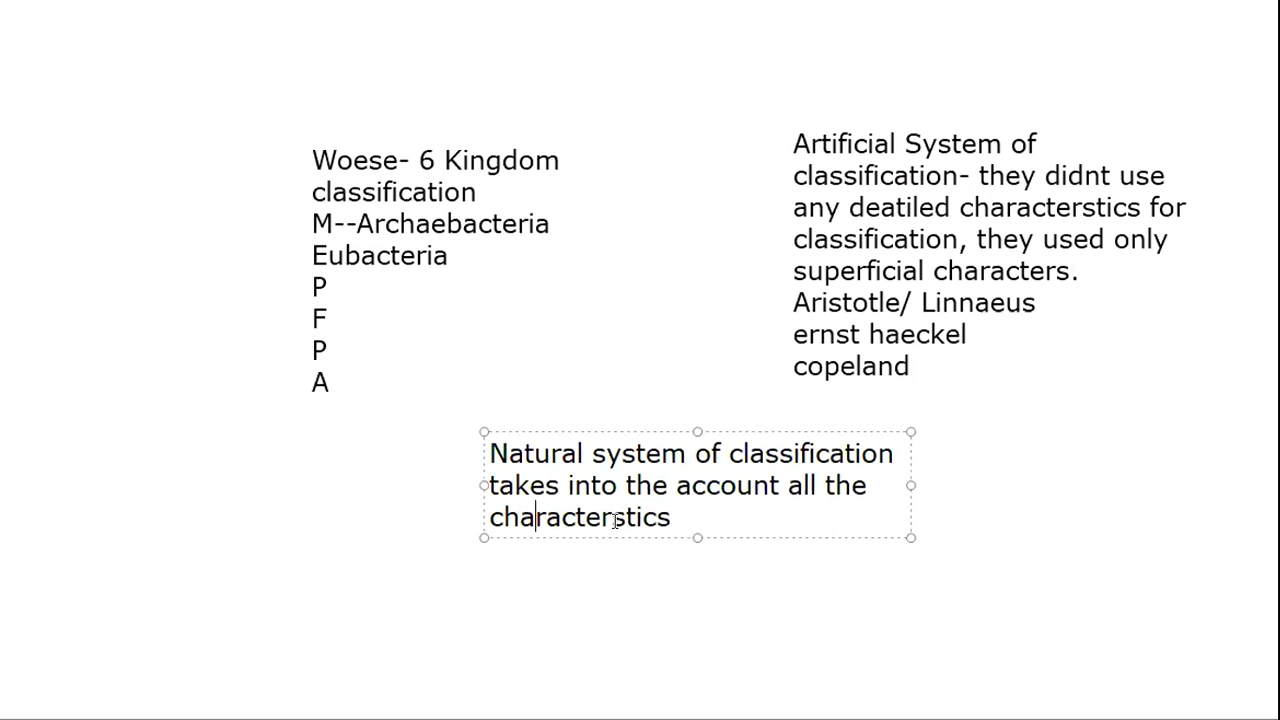 Woese- 6 Kingdom
classification
M--Archaebacteria
Eubacteria
P
F
P
A
Artificial System of
classification- they didnt use
any deatiled characterstics for
classification, they used only
superficial characters.
Aristotle/ Linnaeus
ernst haeckel
copeland
Natural system of classification
takes into the account all the
characterstics